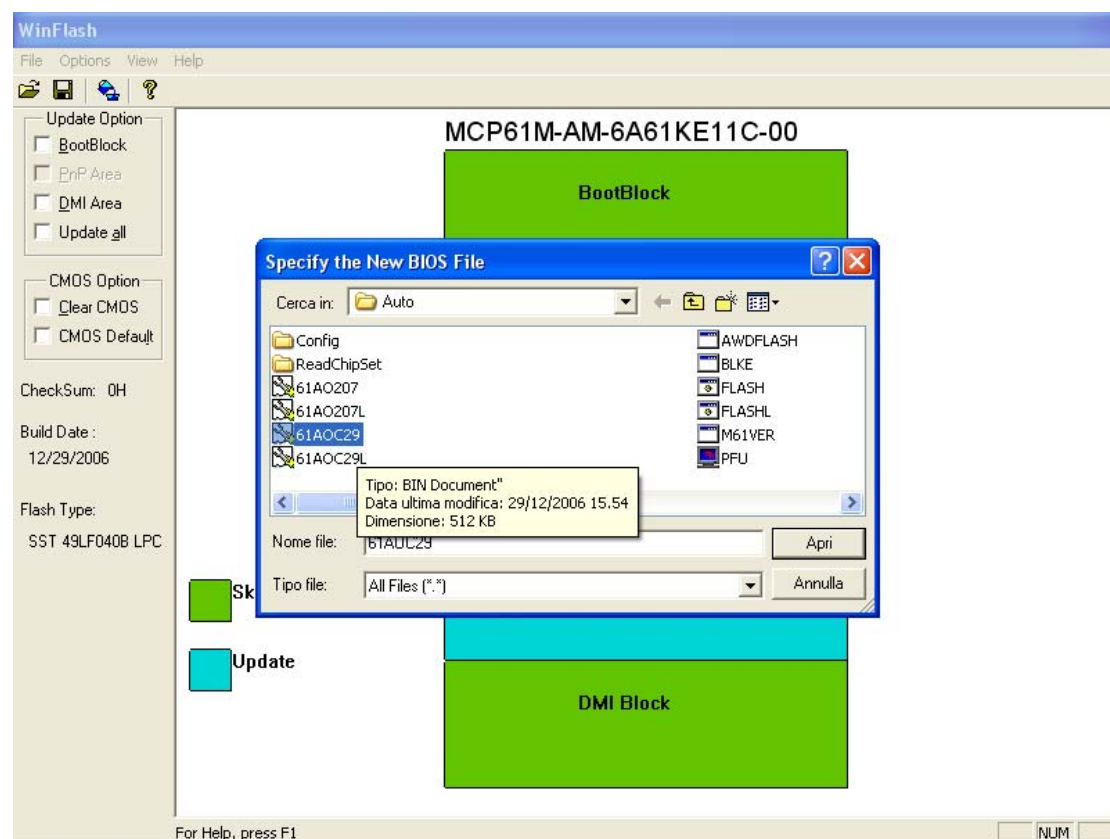 WinFlash
File Options View Help
Update Option
BootBlock
PnP Area
DMI Area
Update all
CMOS Option
Clear CMOS
CMOS Default
CheckSum: 0H
Build Date :
12/29/2006
Flash Type:
SST 49LF040B LPC
MCP61M-AM-6A61KE11C-00
BootBlock
Specify the New BIOS File
Cerca in: Auto
Config
ReadChipSet
61AO207
61AO207L
61AOC29
61AOC29L
AWDFLASH
BLKE
FLASH
FLASHL
M61VER
PFU
Tipo: BIN Document"
Data ultima modifica: 29/12/2006 15.54
Dimensione: 512 KB
Nome file: 61AOC29
Apri
Tipo file: All Files (*.*)
Annulla
Sk
Update
DMI Block
For Help, press F1
NUM